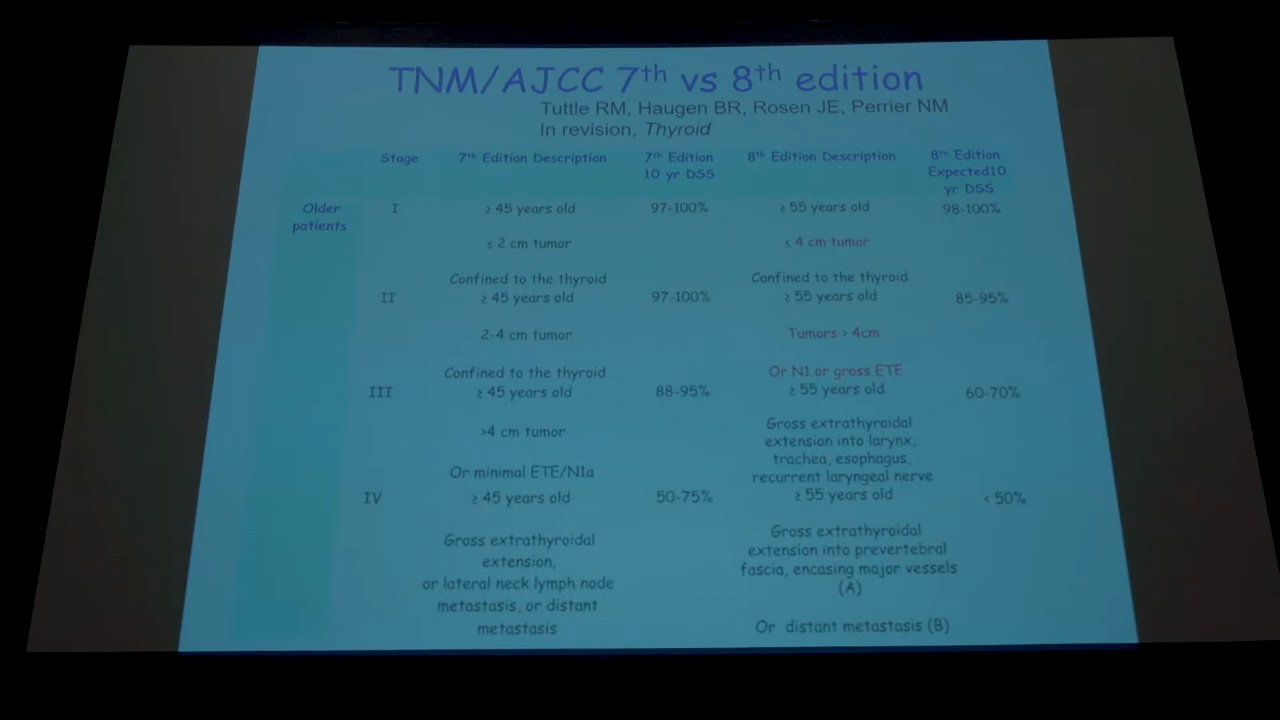 TNM/AJCC 7th vs 8th edition
Tuttle RM, Haugen BR, Rosen JE, Perrier NM
In revision, Thyroid
Stage
7th Edition Description
7th Edition
10 yr DSS
8th Edition Description
8th Edition
Expected10
yr DSS
Older
patients
I
≥ 45 years old
≤ 2 cm tumor
Confined to the thyroid
97-100%
≥ 55 years old
≤ 4 cm tumor
Confined to the thyroid
98-100%
II
≥ 45 years old
2-4 cm tumor
Confined to the thyroid
97-100%
≥ 55 years old
Tumors > 4cm
Or N1 or gross ETE
85-95%
III
≥ 45 years old
>4 cm tumor
Or minimal ETE/N1a
88-95%
≥ 55 years old
Gross extrathyroidal
extension into larynx,
trachea, esophagus,
recurrent laryngeal nerve
60-70%
IV
≥ 45 years old
Gross extrathyroidal
extension,
or lateral neck lymph node
metastasis, or distant
metastasis
50-75%
≥ 55 years old
Gross extrathyroidal
extension into prevertebral
fascia, encasing major vessels
(A)
Or distant metastasis (B)
< 50%